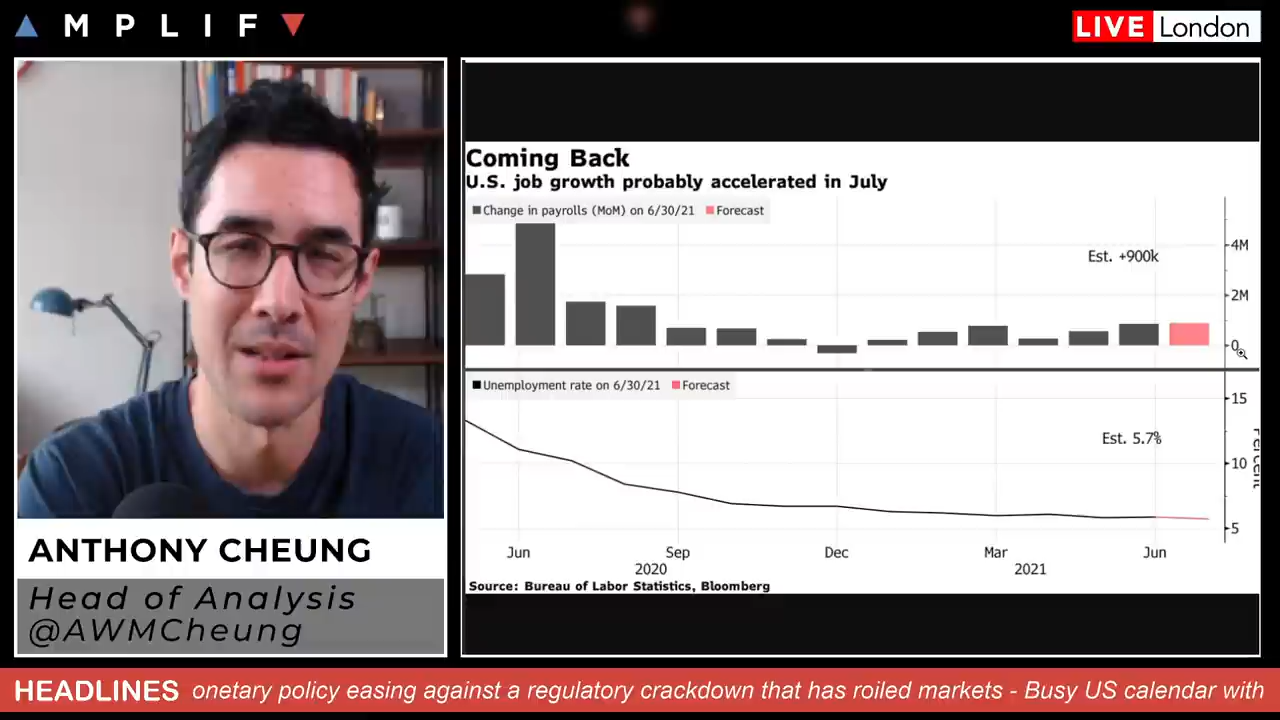 MPLIF
LIVE London
Coming Back
U.S. job growth probably accelerated in July
Change in payrolls (MoM) on 6/30/21 Forecast
Est. +900k
4M
2M
0
Unemployment rate on 6/30/21 Forecast
Est. 5.7%
15
10
5
Percent
Jun Sep Dec Mar Jun
2020 2021
Source: Bureau of Labor Statistics, Bloomberg
ANTHONY CHEUNG
Head of Analysis
@AWMCheung
HEADLINES onetary policy easing against a regulatory crackdown that has roiled markets - Busy US calendar with